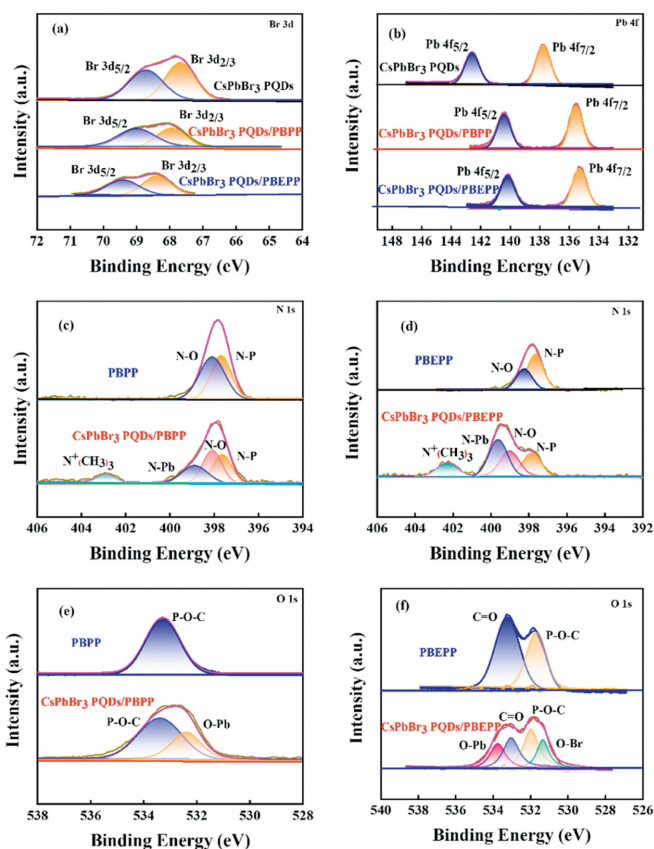 (a)
Br 3d
Br 3d5/2
Br 3d2/3
CsPbBr3 PQDs
Br 3d5/2
Br 3d2/3
CsPbBr3 PQDs/PBPP
Br 3d5/2
Br 3d2/3
CsPbBr3 PQDs/PBEPP
Intensity (a.u.)
72 71 70 69 68 67 66 65 64
Binding Energy (eV)
(b)
Pb 4f
Pb 4f5/2
Pb 4f7/2
CsPbBr3 PQDs
Pb 4f5/2
Pb 4f7/2
CsPbBr3 PQDs/PBPP
Pb 4f5/2
Pb 4f7/2
CsPbBr3 PQDs/PBEPP
Intensity (a.u.)
149 146 143 140 137 134 131
Binding Energy (eV)
(c)
N 1s
PBPP
N-O
N-P
CsPbBr3 PQDs/PBPP
N+(CH3)3
N-Pb
N-O
N-P
Intensity (a.u.)
406 404 402 400 398 396 394
Binding Energy (eV)
(d)
N 1s
PBEPP
N-O
N-P
CsPbBr3 PQDs/PBEPP
N+(CH3)3
N-Pb
N-O
N-P
Intensity (a.u.)
406 404 402 400 398 396 394 392
Binding Energy (eV)
(e)
O 1s
PBPP
P-O-C
CsPbBr3 PQDs/PBPP
P-O-C
O-Pb
Intensity (a.u.)
538 536 534 532 530 528
Binding Energy (eV)
(f)
O 1s
C=O
PBEPP
P-O-C
CsPbBr3 PQDs/PBEPP
P-O-C
C=O
O-Pb
O-Br
Intensity (a.u.)
540 538 536 534 532 530 528 526
Binding Energy (eV)